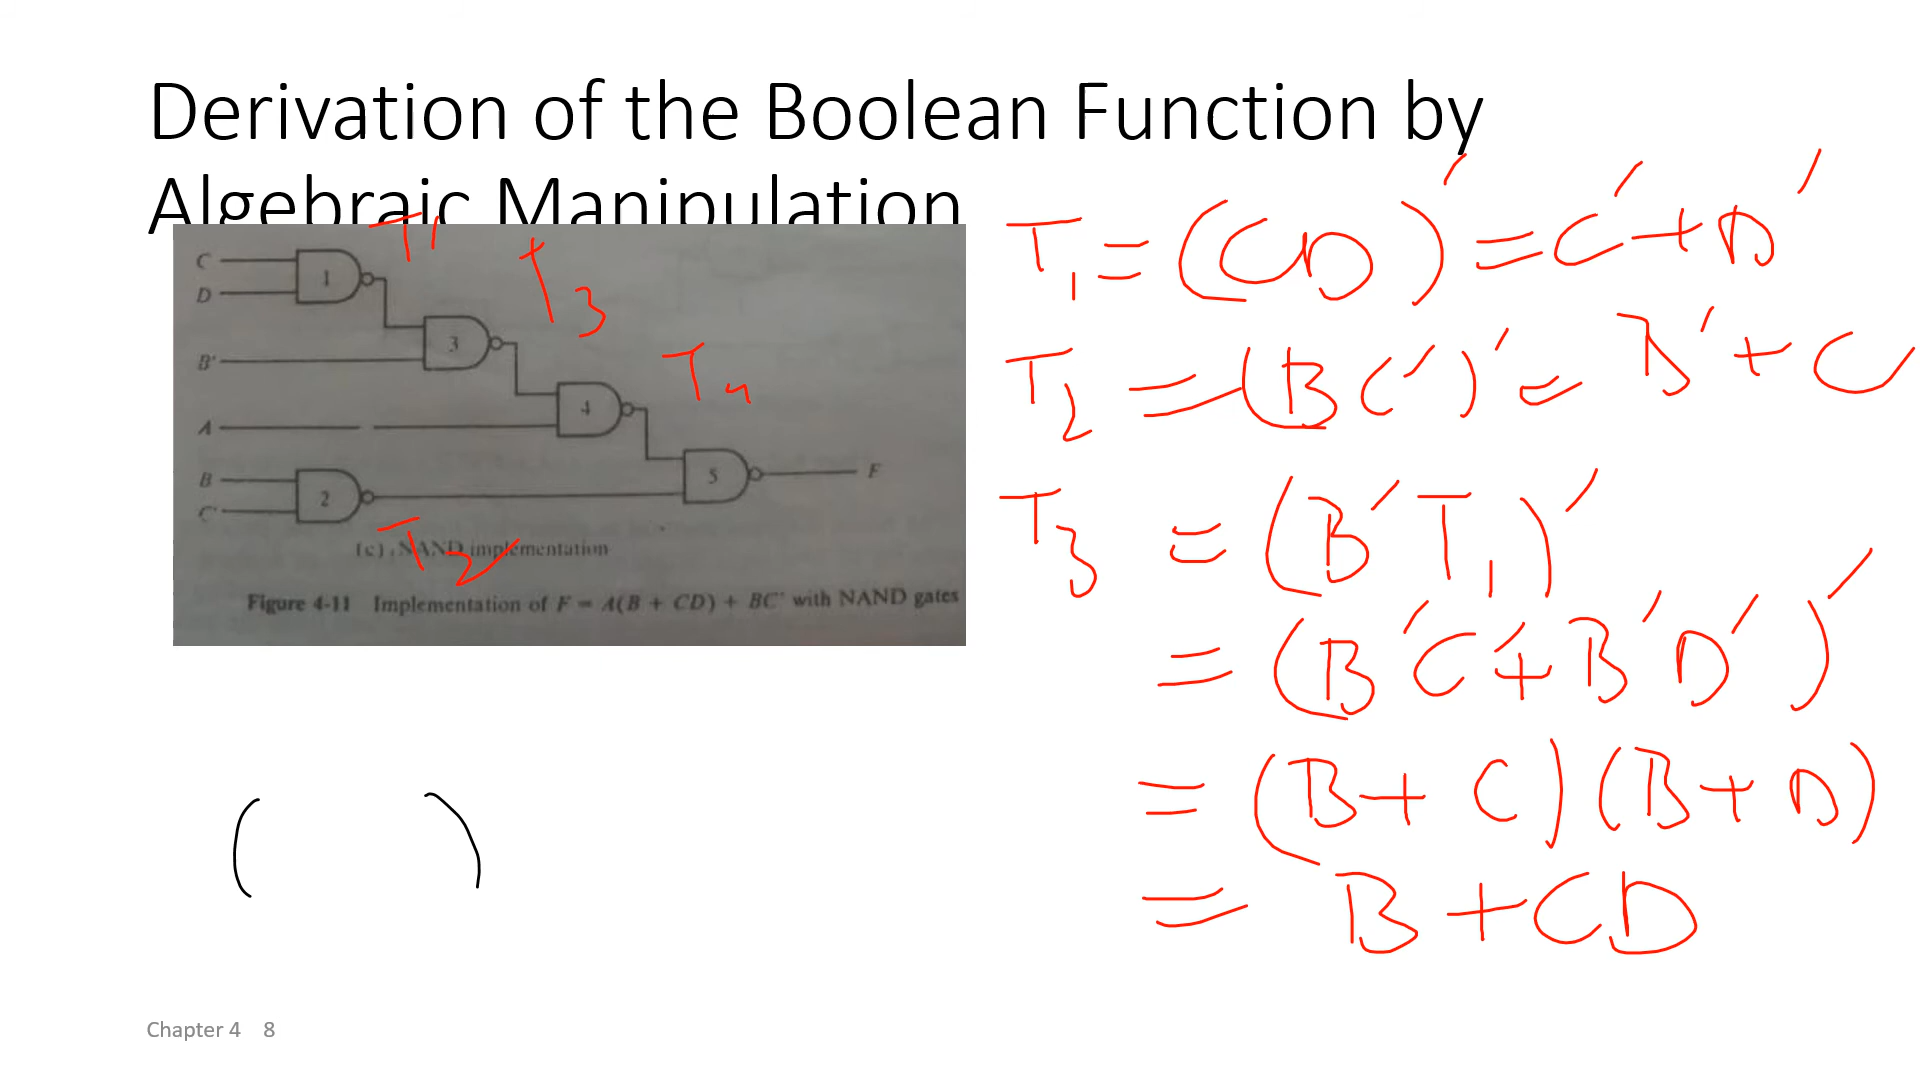 Derivation of the Boolean Function by
Algebraic Manipulation
T1
C
D
1
t3
B'
3
T4
A
4
B
C'
2
5
F
T2
(c) NAND implementation
Figure 4-11 Implementation of F = A(B + CD) + BC' with NAND gates
T1 = (CD)' = C' + D'
T2 = (BC')' = B' + C
T3 = (B'T1)'
= (B'C' + B'D')'
= (B + C)(B + D)
= B + CD
( )
Chapter 4 8